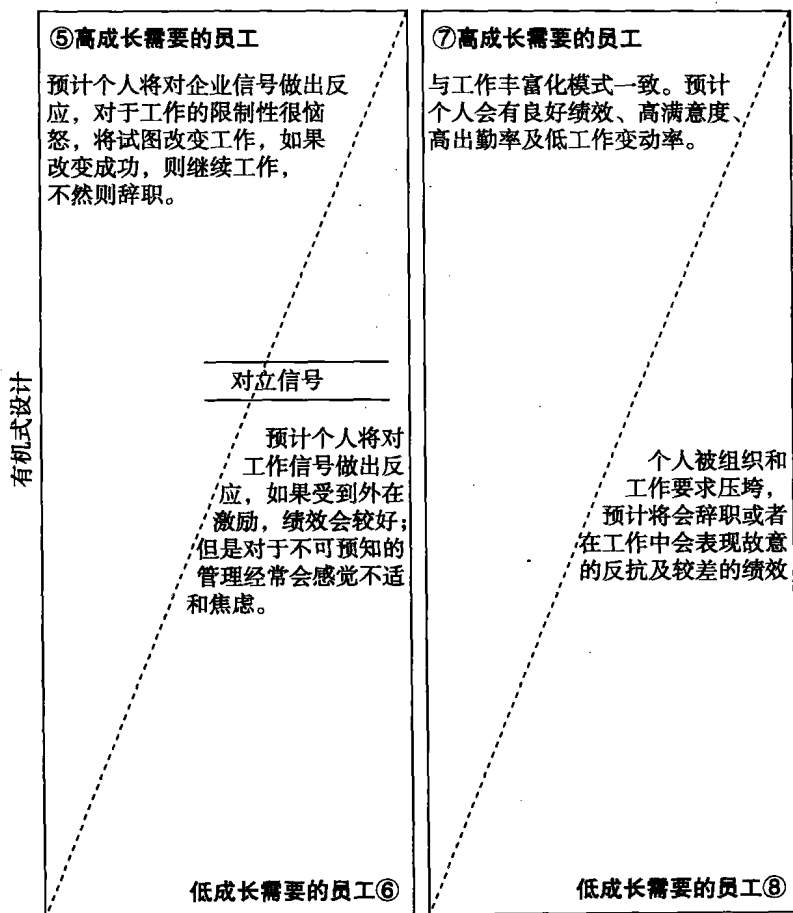 有机式设计
⑤高成长需要的员工
预计个人将对企业信号做出反
应，对于工作的限制性很恼
怒，将试图改变工作，如果
改变成功，则继续工作，
不然则辞职。
对立信号
预计个人将对
工作信号做出反
应，如果受到外在
激励，绩效会较好；
但是对于不可预知的
管理经常会感觉不适
和焦虑。
低成长需要的员工⑥
⑦高成长需要的员工
与工作丰富化模式一致。预计
个人会有良好绩效、高满意度、
高出勤率及低工作变动率。
个人被组织和
工作要求压垮，
预计将会辞职或者
在工作中会表现故意
的反抗及较差的绩效
低成长需要的员工⑧